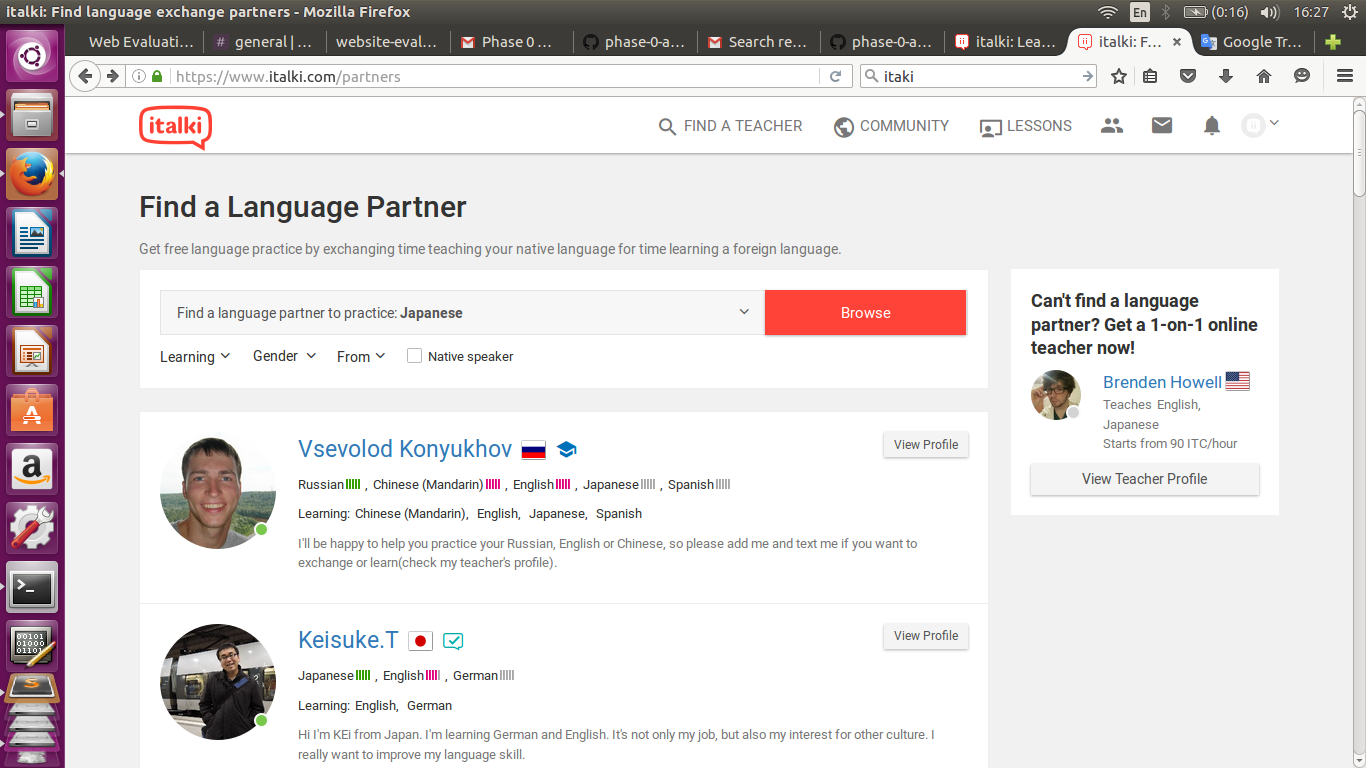 italki: Find language exchange partners - Mozilla Firefox
En
(0:16)
16:27
Web Evaluati...
# general | ...
website-eval...
Phase 0 ...
phase-0-a...
Search re...
phase-0-a...
italki: Lea...
italki: F...
Google Tr...
https://www.italki.com/partners
itaki
italki
FIND A TEACHER
COMMUNITY
LESSONS
Find a Language Partner
Get free language practice by exchanging time teaching your native language for time learning a foreign language.
Find a language partner to practice: Japanese
Browse
Learning
Gender
From
Native speaker
Vsevolod Konyukhov
View Profile
Russian , Chinese (Mandarin) , English , Japanese , Spanish
Learning: Chinese (Mandarin), English, Japanese, Spanish
I'll be happy to help you practice your Russian, English or Chinese, so please add me and text me if you want to
exchange or learn(check my teacher's profile).
Keisuke.T
View Profile
Japanese , English , German
Learning: English, German
Hi I'm KEi from Japan. I'm learning German and English. It's not only my job, but also my interest for other culture. I
really want to improve my language skill.
Can't find a language
partner? Get a 1-on-1 online
teacher now!
Brenden Howell
Teaches English,
Japanese
Starts from 90 ITC/hour
View Teacher Profile